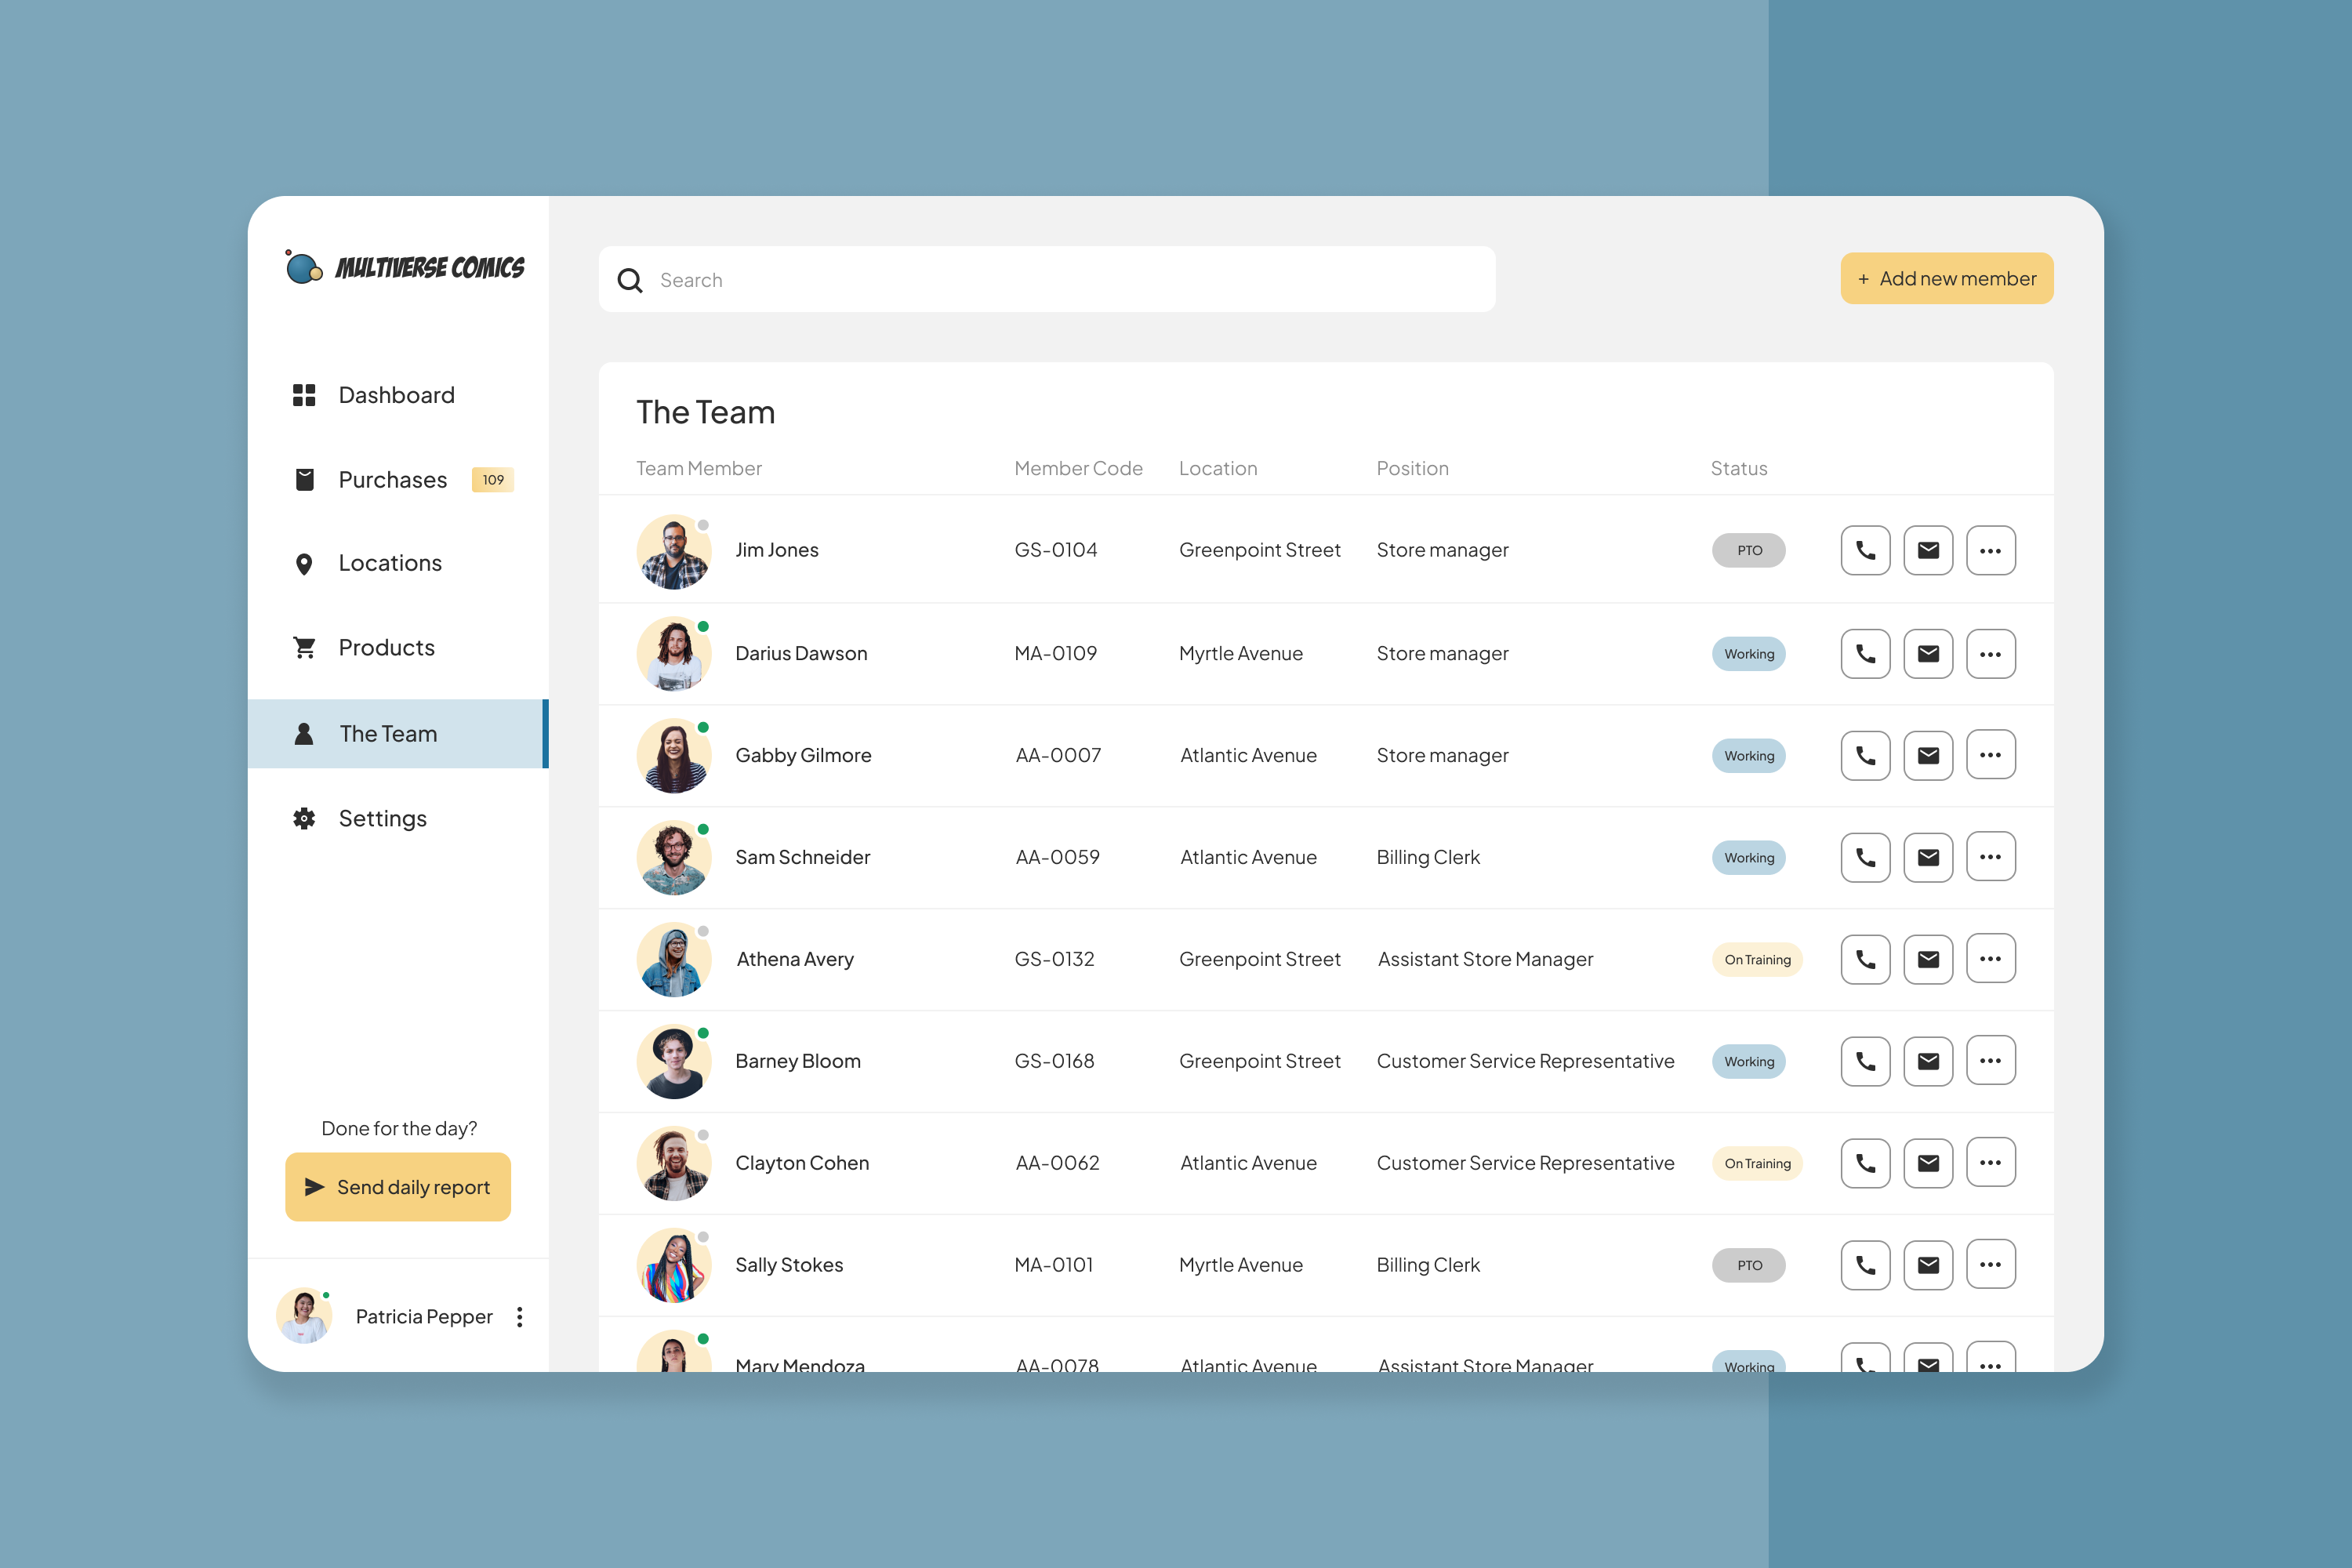 MULTIVERSE COMICS
Dashboard
Purchases 109
Locations
Products
The Team
Settings
Done for the day?
Send daily report
Patricia Pepper
Search
+ Add new member
The Team
Team Member Member Code Location Position Status
Jim Jones GS-0104 Greenpoint Street Store manager PTO
Darius Dawson MA-0109 Myrtle Avenue Store manager Working
Gabby Gilmore AA-0007 Atlantic Avenue Store manager Working
Sam Schneider AA-0059 Atlantic Avenue Billing Clerk Working
Athena Avery GS-0132 Greenpoint Street Assistant Store Manager On Training
Barney Bloom GS-0168 Greenpoint Street Customer Service Representative Working
Clayton Cohen AA-0062 Atlantic Avenue Customer Service Representative On Training
Sally Stokes MA-0101 Myrtle Avenue Billing Clerk PTO
Mary Mendoza AA-0078 Atlantic Avenue Assistant Store Manager Working